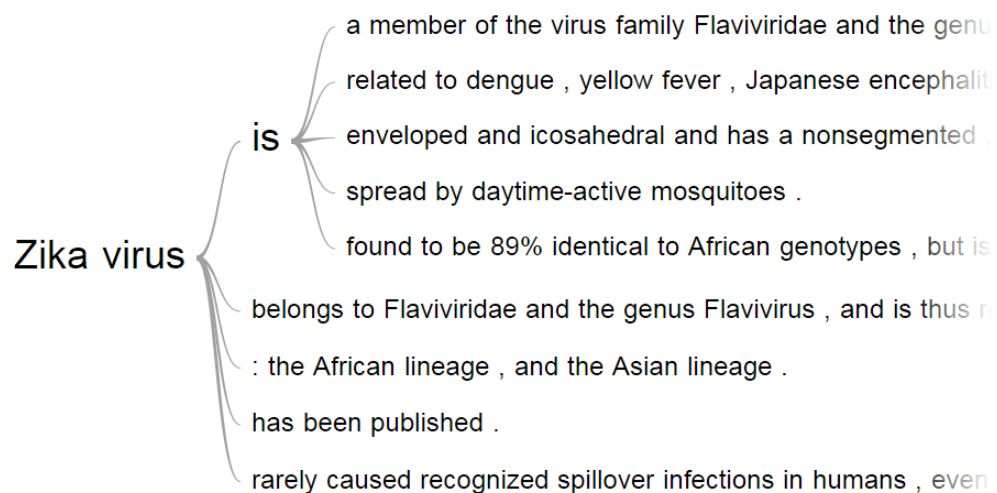 a member of the virus family Flaviviridae and the
related to dengue , yellow fever , Japanese
is
enveloped and icosahedral and has a nonsegmented ,
spread by daytime-active mosquitoes .
Zika virus
found to be 89% identical to African genotypes , but is
belongs to Flaviviridae and the genus Flavivirus , and is thus
: the African lineage , and the Asian lineage .
has been published .
rarely caused recognized spillover infections in humans , even